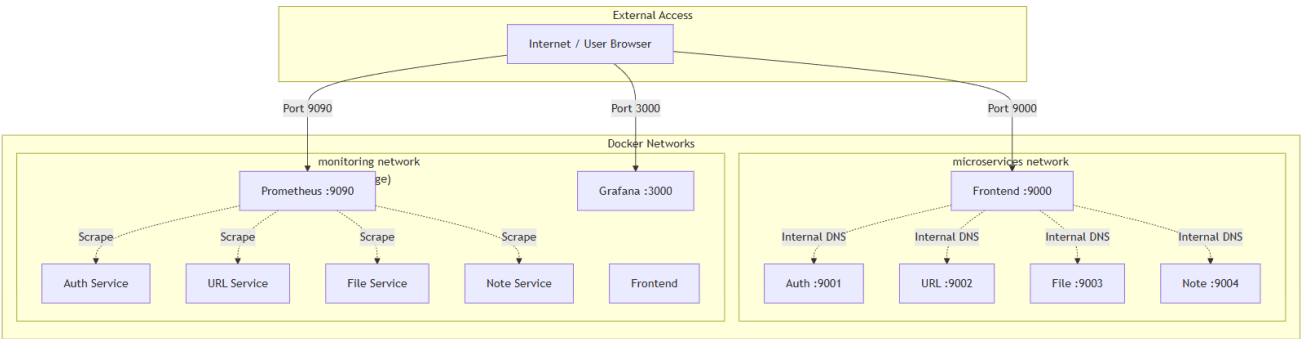 External Access
Internet / User Browser
Port 9090
Port 3000
Port 9000
Docker Networks
monitoring network
ge)
Prometheus :9090
Grafana :3000
Scrape
Scrape
Scrape
Scrape
Auth Service
URL Service
File Service
Note Service
Frontend
microservices network
Frontend :9000
Internal DNS
Internal DNS
Internal DNS
Internal DNS
Auth :9001
URL :9002
File :9003
Note :9004